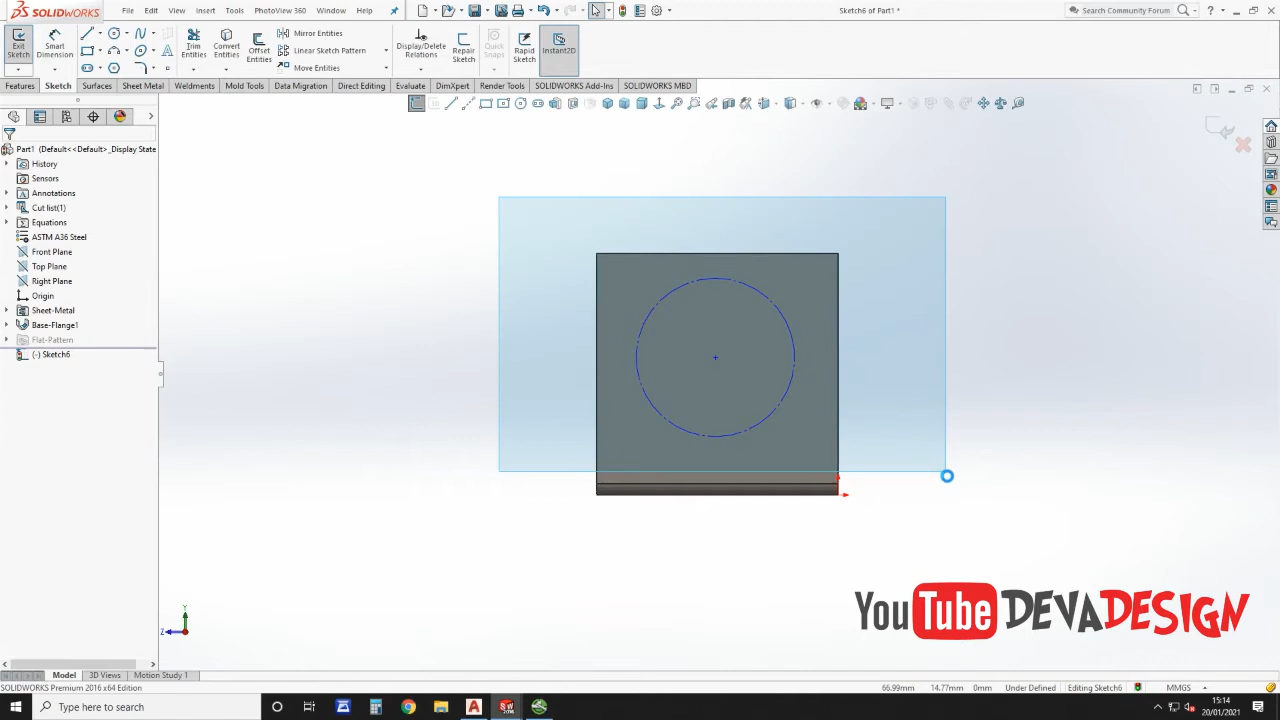 SOLIDWORKS File Edit View Insert Tools PhotoView 360 Window Help Sketch6 of Part1 * Search Community Forum ?
Exit Sketch Smart Dimension Trim Entities Convert Entities Offset Entities Mirror Entities Linear Sketch Pattern Move Entities Display/Delete Relations Repair Sketch Quick Snaps Rapid Sketch Instant2D
Features Sketch Surfaces Sheet Metal Weldments Mold Tools Data Migration Direct Editing Evaluate DimXpert Render Tools SOLIDWORKS Add-Ins SOLIDWORKS MBD
Part1 (Default<<Default>_Display State
History
Sensors
Annotations
Cut list(1)
Equations
ASTM A36 Steel
Front Plane
Top Plane
Right Plane
Origin
Sheet-Metal
Base-Flange1
Flat-Pattern
(-) Sketch6
Y
Z
YouTube DEVADESIGN
Model 3D Views Motion Study 1
SOLIDWORKS Premium 2016 x64 Edition 66.99mm 14.77mm 0mm Under Defined Editing Sketch6 MMGS
Type here to search 15:14
20/01/2021